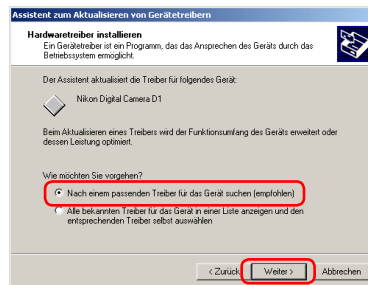 Assistent zum Aktualisieren von Gerätetreibern
Hardwaretreiber installieren
Ein Gerätetreiber ist ein Programm, das das Ansprechen des Geräts durch das
Betriebssystem ermöglicht.
Der Assistent aktualisiert die Treiber für folgendes Gerät:
Nikon Digital Camera D1
Beim Aktualisieren eines Treibers wird der Funktionsumfang des Geräts erweitert oder
dessen Leistung optimiert.
Wie möchten Sie vorgehen?
Nach einem passenden Treiber für das Gerät suchen (empfohlen)
Alle bekannten Treiber für das Gerät in einer Liste anzeigen und den
entsprechenden Treiber selbst auswählen
< Zurück Weiter > Abbrechen